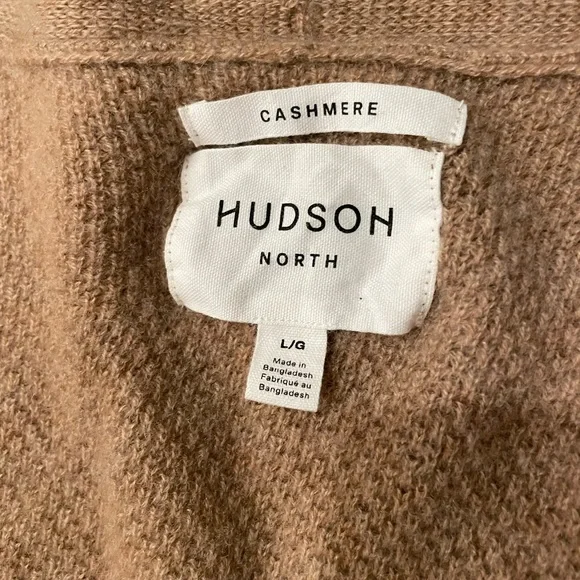 CASHMERE
HUDSON
NORTH
L/G
Made in
Bangladesh
Fabriqué au
Bangladesh